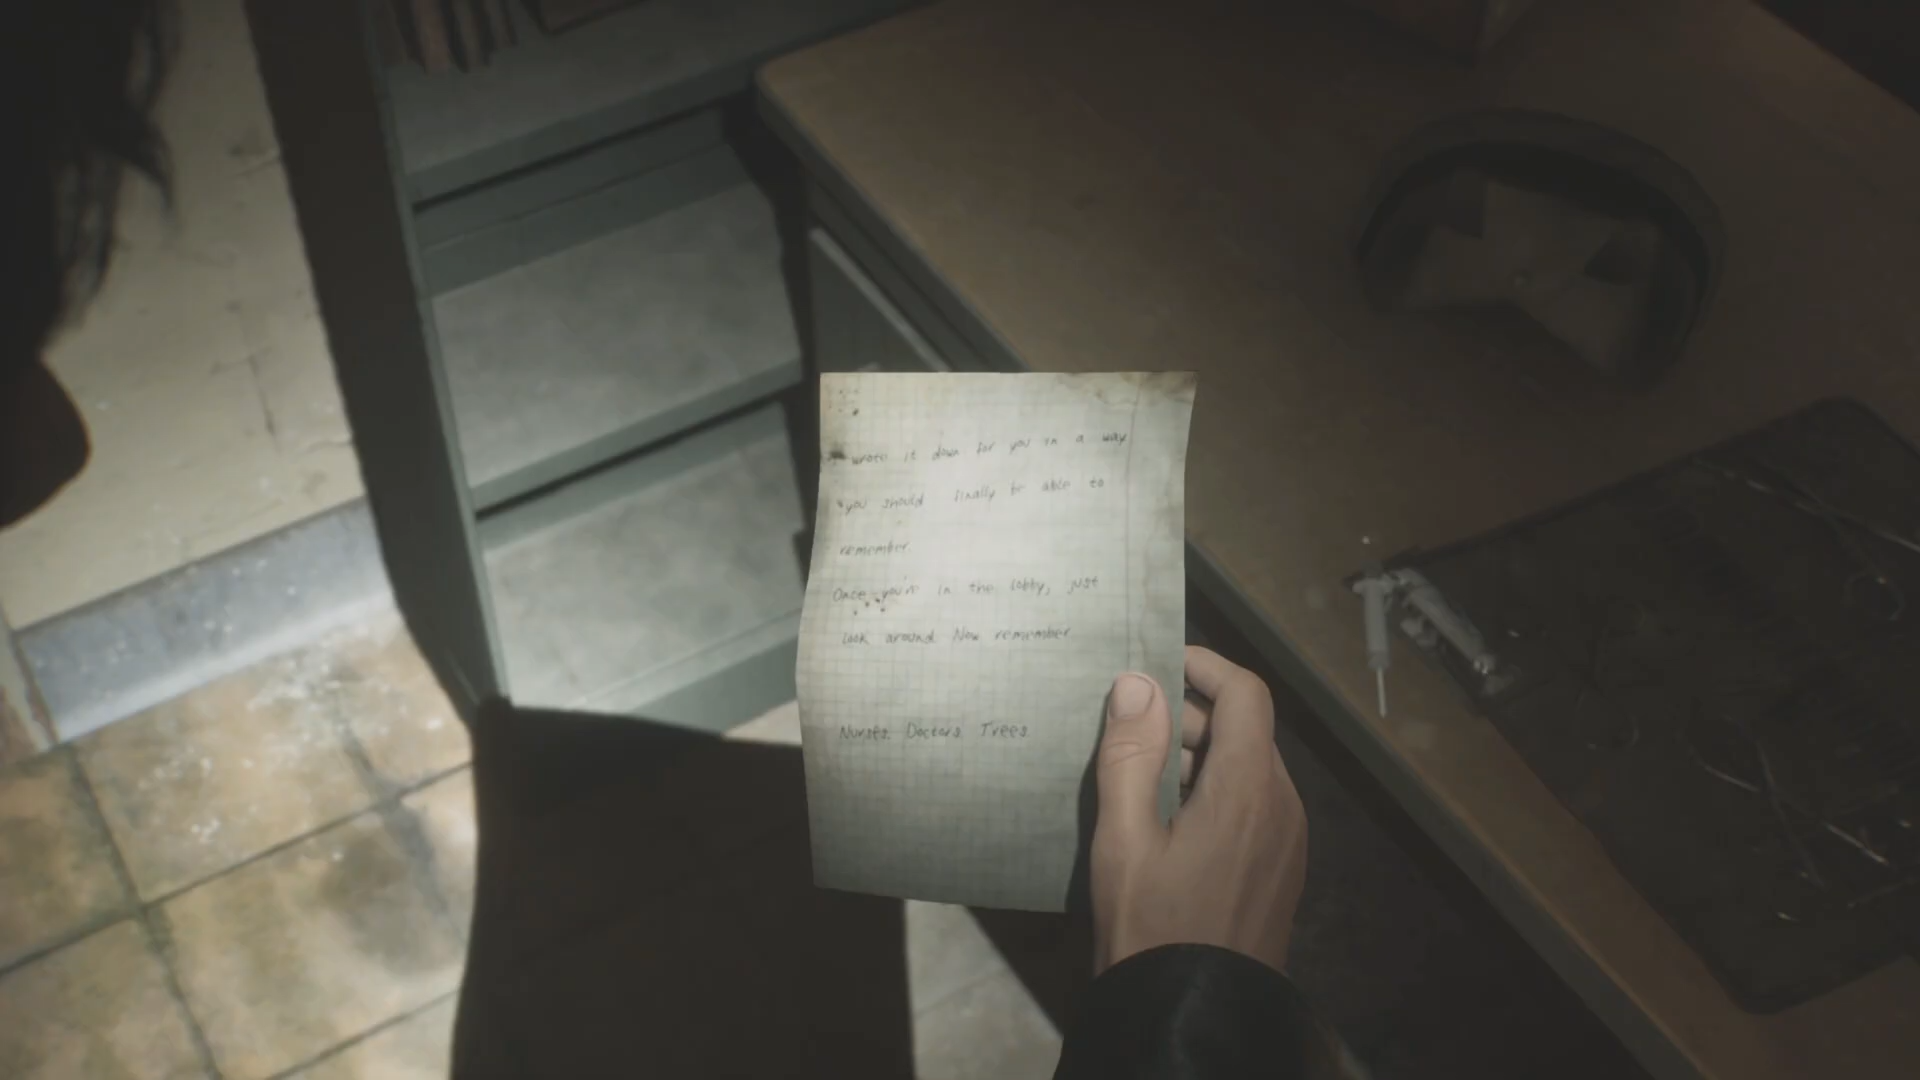 I wrote it down for you in a way
you should finally be able to
remember.
Once you're in the lobby, just
look around. Now remember
Nurses. Doctors. Trees.